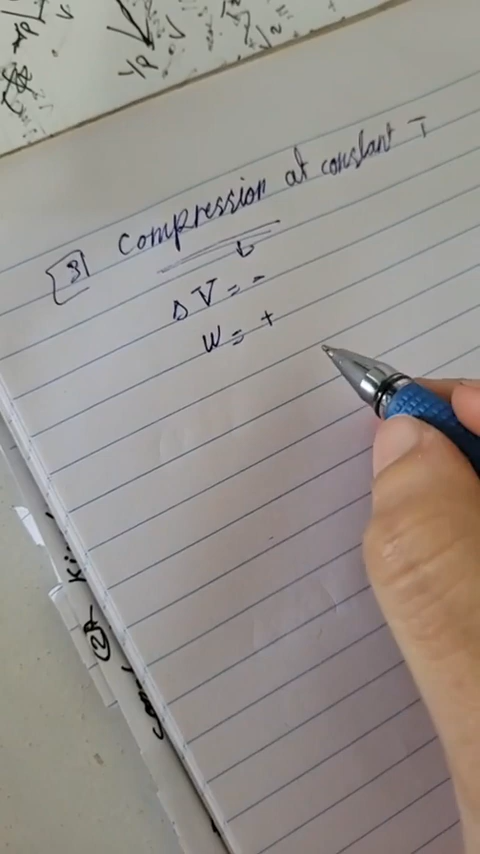 [3] Compression at constant T
↓
ΔV = -
W = +